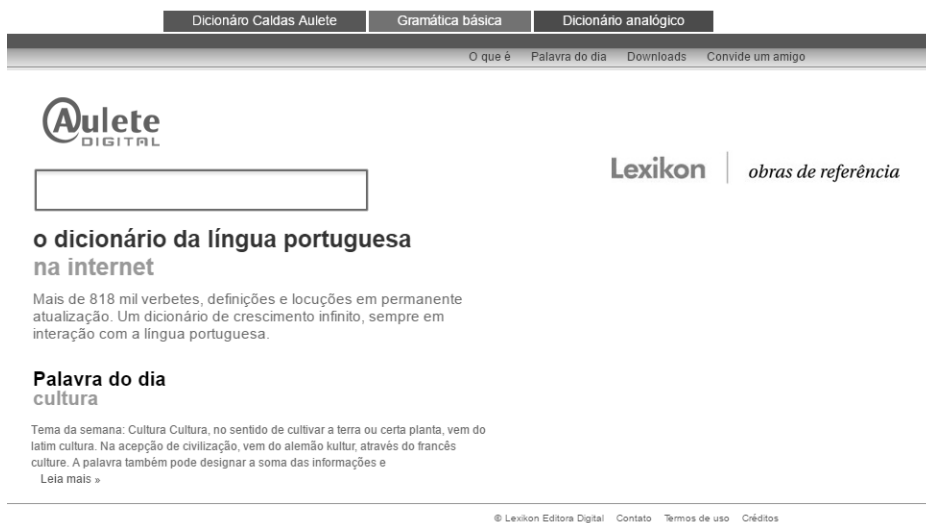 Dicionáro Caldas Aulete Gramática básica Dicionário analógico
O que é Palavra do dia Downloads Convide um amigo
Aulete
DIGITAL
Lexikon obras de referência
o dicionário da língua portuguesa
na internet
Mais de 818 mil verbetes, definições e locuções em permanente
atualização. Um dicionário de crescimento infinito, sempre em
interação com a língua portuguesa.
Palavra do dia
cultura
Tema da semana: Cultura Cultura, no sentido de cultivar a terra ou certa planta, vem do
latim cultura. Na acepção de civilização, vem do alemão kultur, através do francês
culture. A palavra também pode designar a soma das informações e
Leia mais »
© Lexikon Editora Digital Contato Termos de uso Créditos